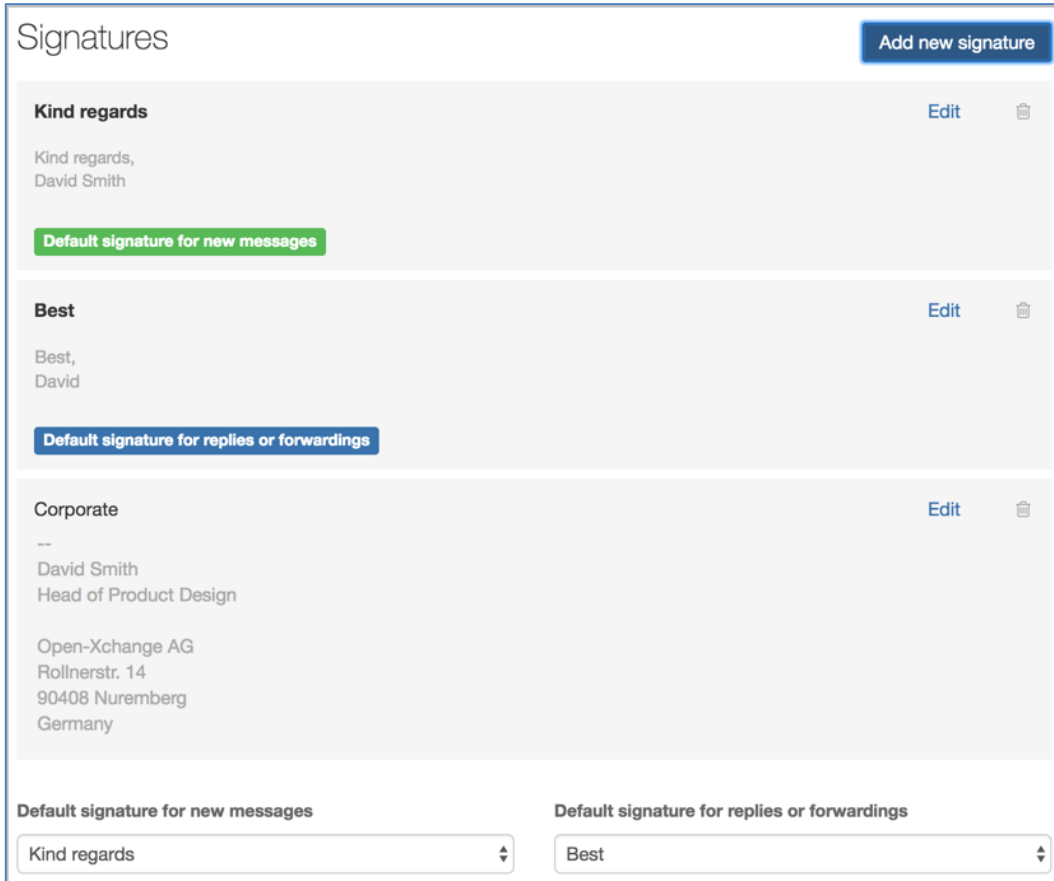 Signatures
Add new signature
Kind regards
Edit
Kind regards,
David Smith
Default signature for new messages
Best
Edit
Best,
David
Default signature for replies or forwardings
Corporate
Edit
--
David Smith
Head of Product Design
Open-Xchange AG
Rollnerstr. 14
90408 Nuremberg
Germany
Default signature for new messages
Default signature for replies or forwardings
Kind regards
Best